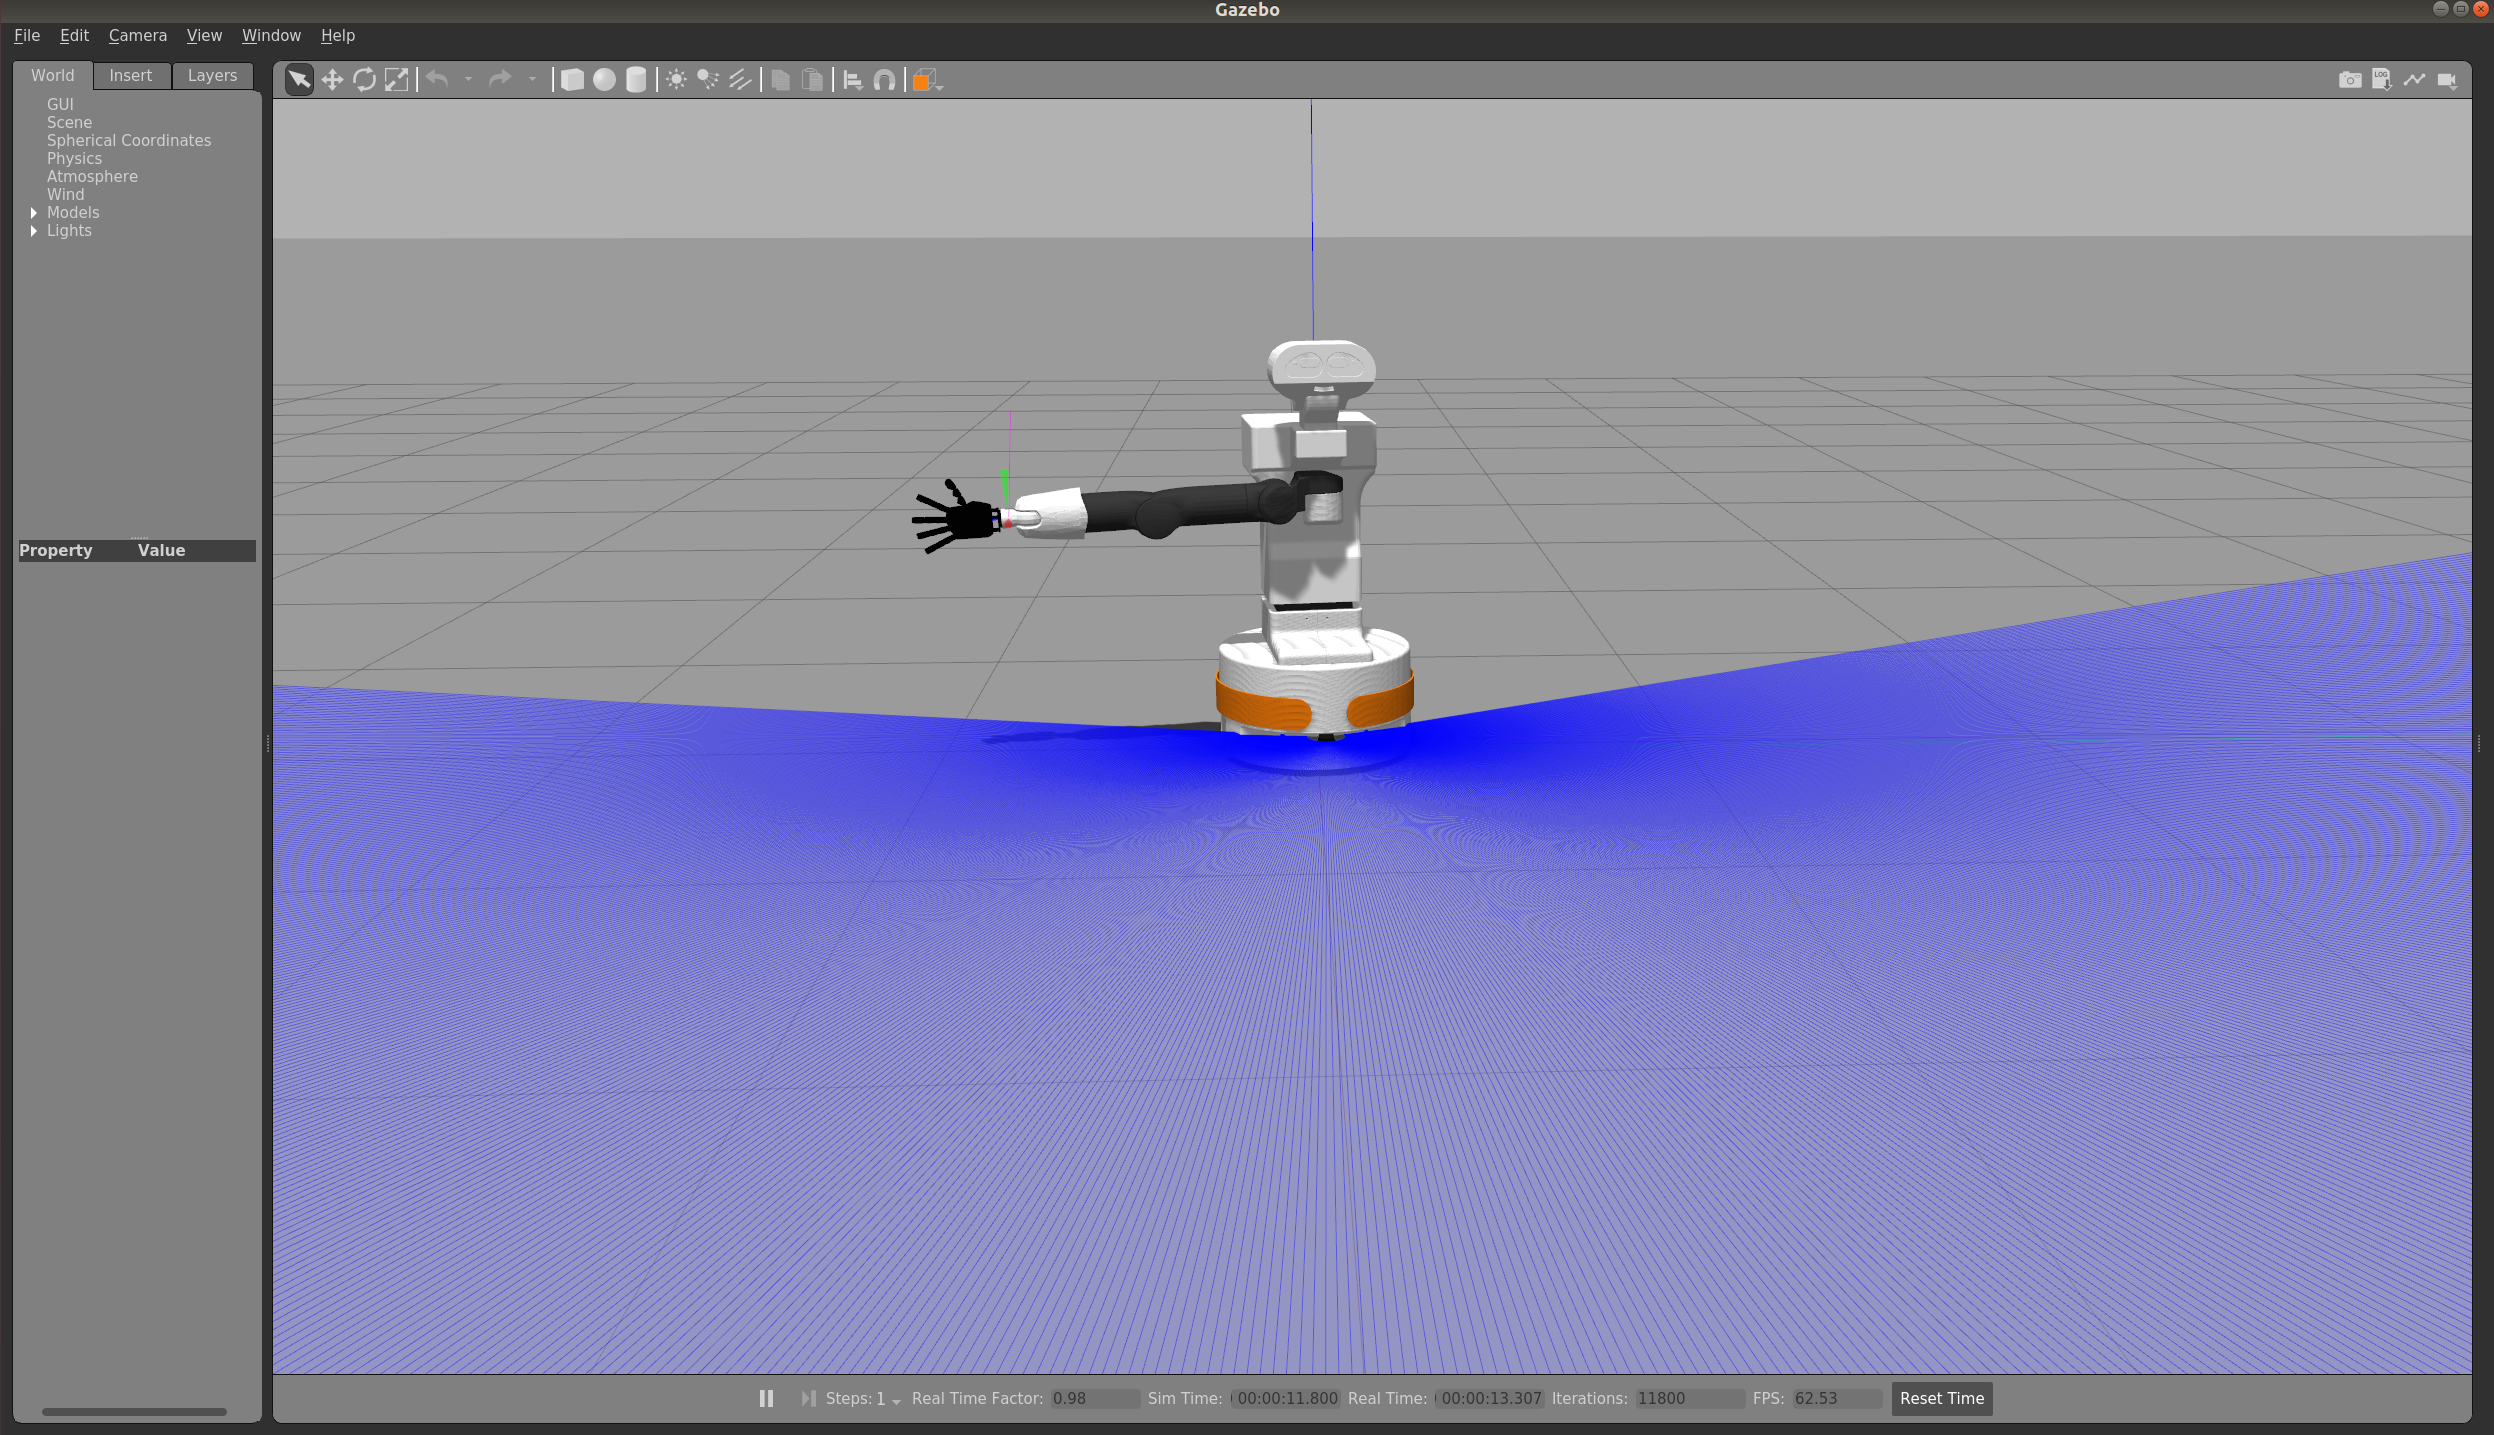 Gazebo
File Edit Camera View Window Help
World Insert Layers
GUI
Scene
Spherical Coordinates
Physics
Atmosphere
Wind
Models
Lights
Property Value
LOG
Steps: 1 Real Time Factor: 0.98 Sim Time: 00:00:11.800 Real Time: 00:00:13.307 Iterations: 11800 FPS: 62.53 Reset Time